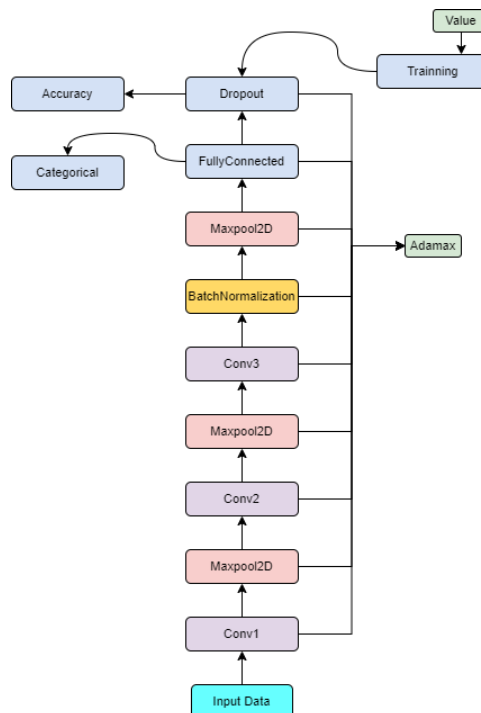 Value
Trainning
Accuracy
Dropout
Categorical
FullyConnected
Maxpool2D
Adamax
BatchNormalization
Conv3
Maxpool2D
Conv2
Maxpool2D
Conv1
Input Data